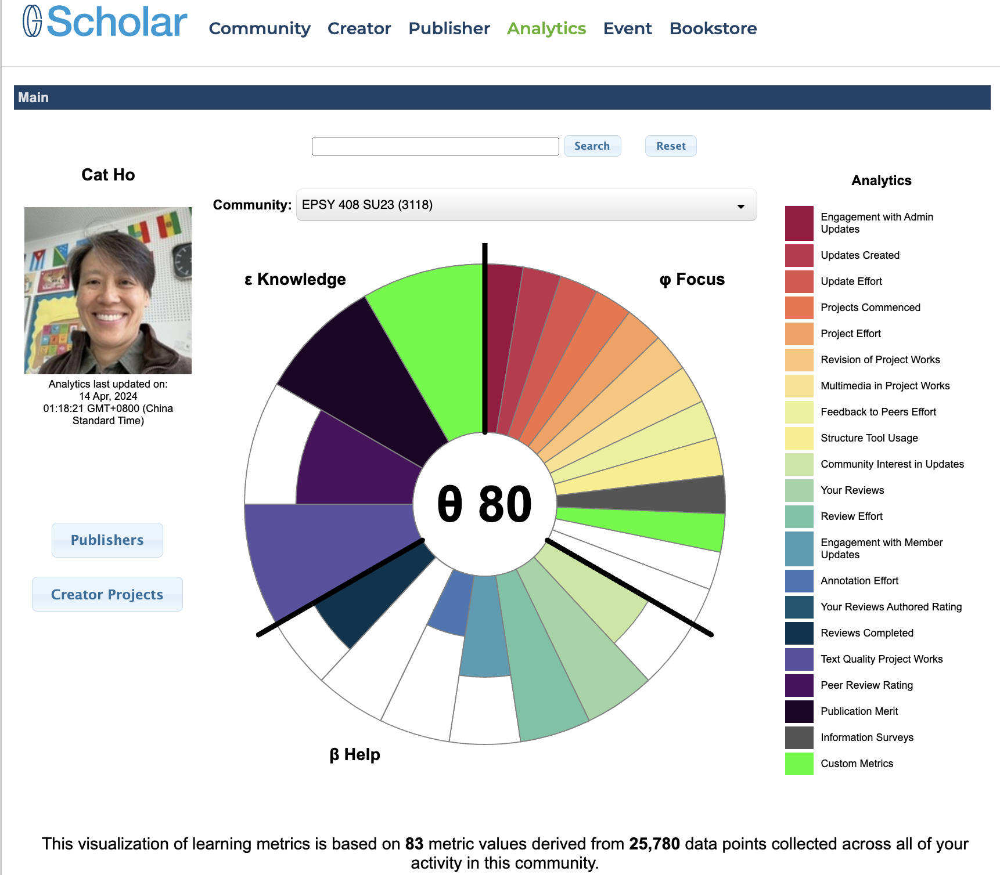 Scholar
Community Creator Publisher Analytics Event Bookstore
Main
Search Reset
Cat Ho
Community: EPSY 408 SU23 (3118)
Analytics last updated on:
14 Apr, 2024
01:18:21 GMT+0800 (China
Standard Time)
Publishers
Creator Projects
ε Knowledge
φ Focus
θ 80
β Help
Analytics
Engagement with Admin
Updates
Updates Created
Update Effort
Projects Commenced
Project Effort
Revision of Project Works
Multimedia in Project Works
Feedback to Peers Effort
Structure Tool Usage
Community Interest in Updates
Your Reviews
Review Effort
Engagement with Member
Updates
Annotation Effort
Your Reviews Authored Rating
Reviews Completed
Text Quality Project Works
Peer Review Rating
Publication Merit
Information Surveys
Custom Metrics
This visualization of learning metrics is based on 83 metric values derived from 25,780 data points collected across all of your
activity in this community.